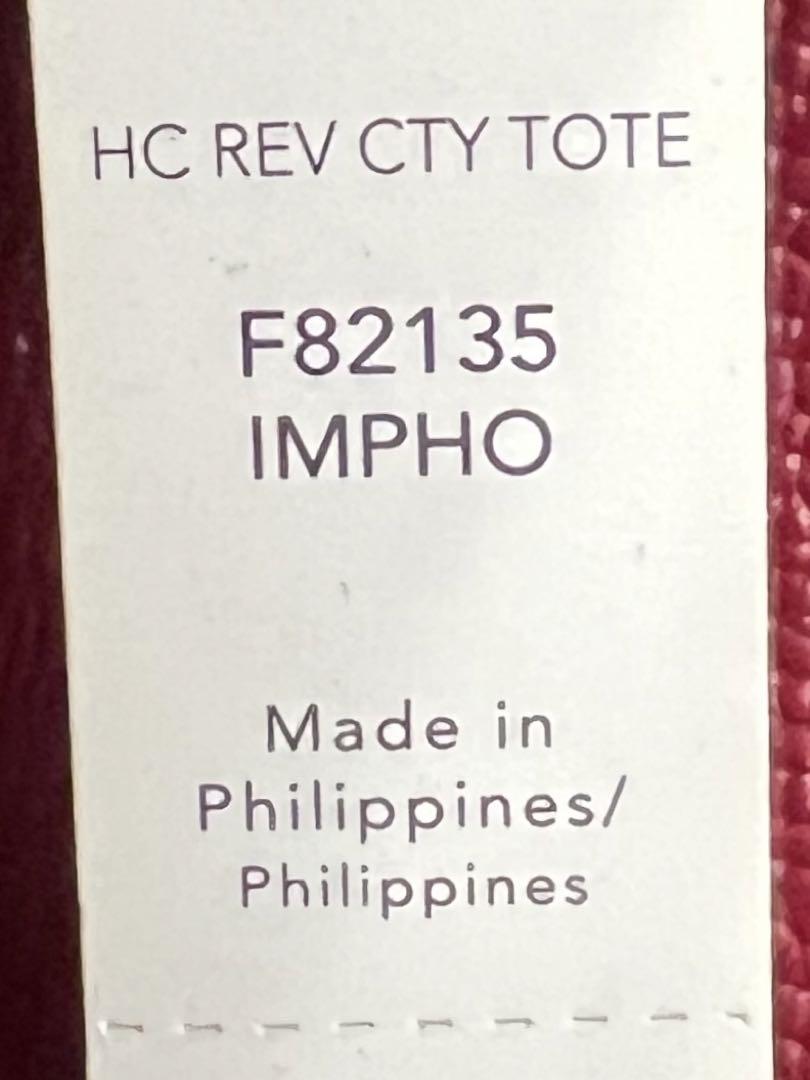 HC REV CTY TOTE
F82135
IMPHO
Made in
Philippines/
Philippines